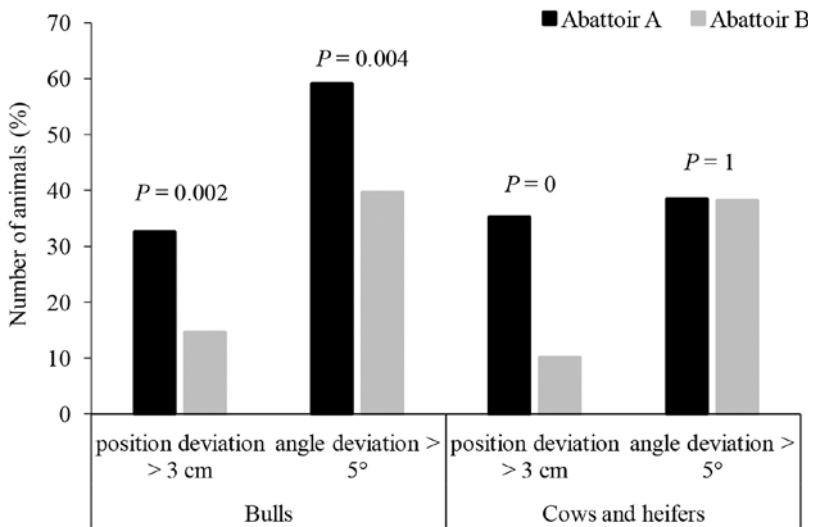 Abattoir A Abattoir B
Number of animals (%)
70
60
50
40
30
20
10
0
P = 0.002
P = 0.004
P = 0
P = 1
position deviation
> 3 cm
angle deviation >
5°
position deviation
> 3 cm
angle deviation >
5°
Bulls
Cows and heifers